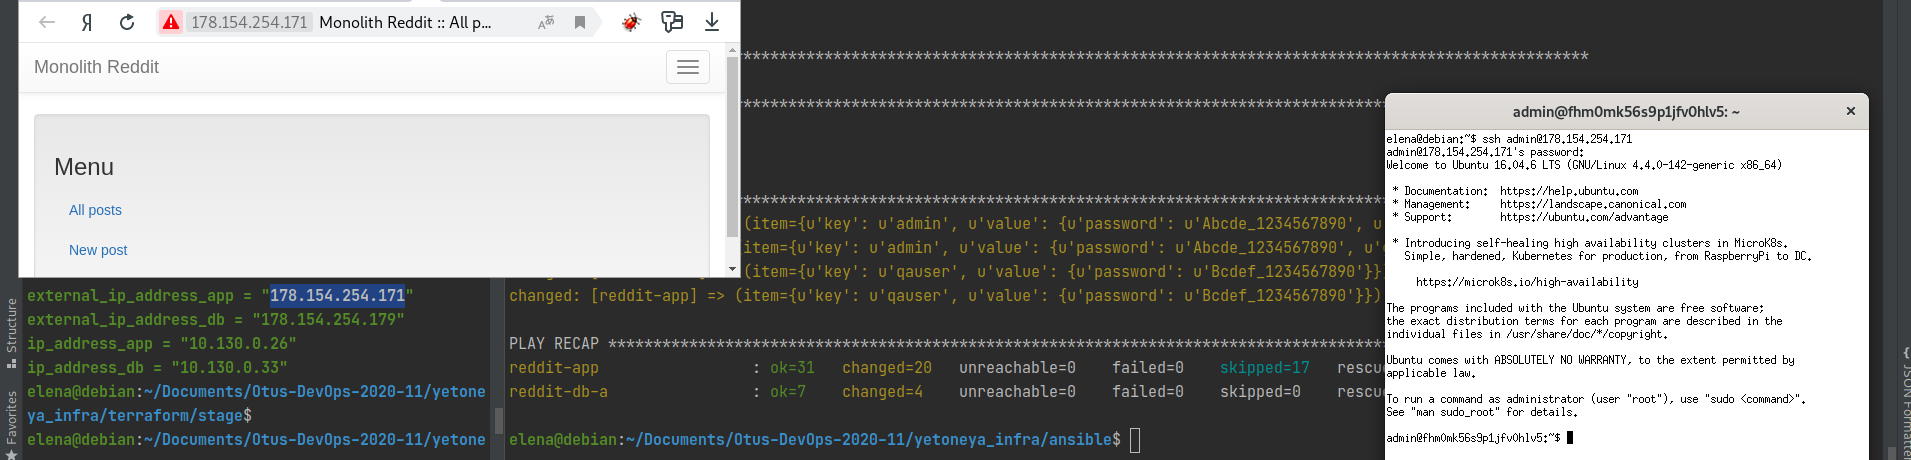 Я
178.154.254.171 Monolith Reddit :: All p...
Monolith Reddit
Menu
All posts
New post
external_ip_address_app = "178.154.254.171"
external_ip_address_db = "178.154.254.179"
ip_address_app = "10.130.0.26"
ip_address_db = "10.130.0.33"
elena@debian:~/Documents/Otus-DevOps-2020-11/yetone
ya_infra/terraform/stage$
elena@debian:~/Documents/Otus-DevOps-2020-11/yetone
Structure
Favorites
(item={u'key': u'admin', u'value': {u'password': u'Abcde_1234567890', u
item={u'key': u'admin', u'value': {u'password': u'Abcde_1234567890', u'
(item={u'key': u'qauser', u'value': {u'password': u'Bcdef_1234567890'}}
changed: [reddit-app] => (item={u'key': u'qauser', u'value': {u'password': u'Bcdef_1234567890'}})
PLAY RECAP
reddit-app : ok=31 changed=20 unreachable=0 failed=0 skipped=17 rescue
reddit-db-a : ok=7 changed=4 unreachable=0 failed=0 skipped=0 rescue
elena@debian:~/Documents/Otus-DevOps-2020-11/yetoneya_infra/ansible$
admin@fhm0mk56s9p1jfv0hlv5: ~
elena@debian:~$ ssh admin@178.154.254.171
admin@178.154.254.171's password:
Welcome to Ubuntu 16.04.6 LTS (GNU/Linux 4.4.0-142-generic x86_64)
* Documentation: https://help.ubuntu.com
* Management: https://landscape.canonical.com
* Support: https://ubuntu.com/advantage
* Introducing self-healing high availability clusters in MicroK8s.
Simple, hardened, Kubernetes for production, from RaspberryPi to DC.
https://microk8s.io/high-availability
The programs included with the Ubuntu system are free software;
the exact distribution terms for each program are described in the
individual files in /usr/share/doc/*/copyright.
Ubuntu comes with ABSOLUTELY NO WARRANTY, to the extent permitted by
applicable law.
To run a command as administrator (user "root"), use "sudo <command>".
See "man sudo_root" for details.
admin@fhm0mk56s9p1jfv0hlv5:~$
JSON Formatter